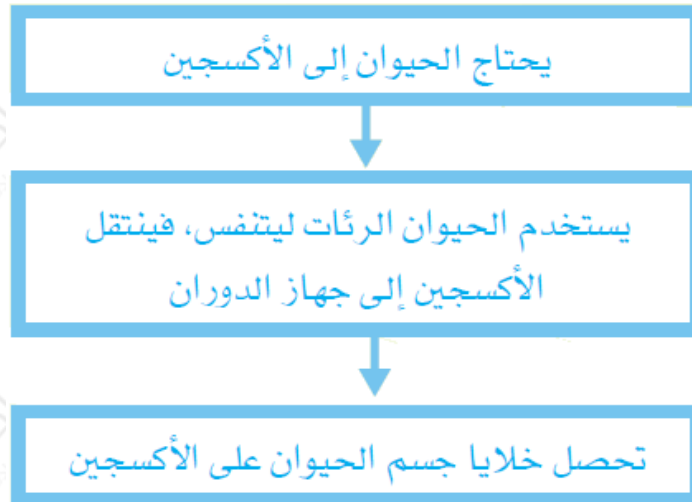 يحتاج الحيوان إلى الأكسجين
يستخدم الحيوان الرئات ليتنفس، فينتقل
الأكسجين إلى جهاز الدوران
تحصل خلايا جسم الحيوان على الأكسجين